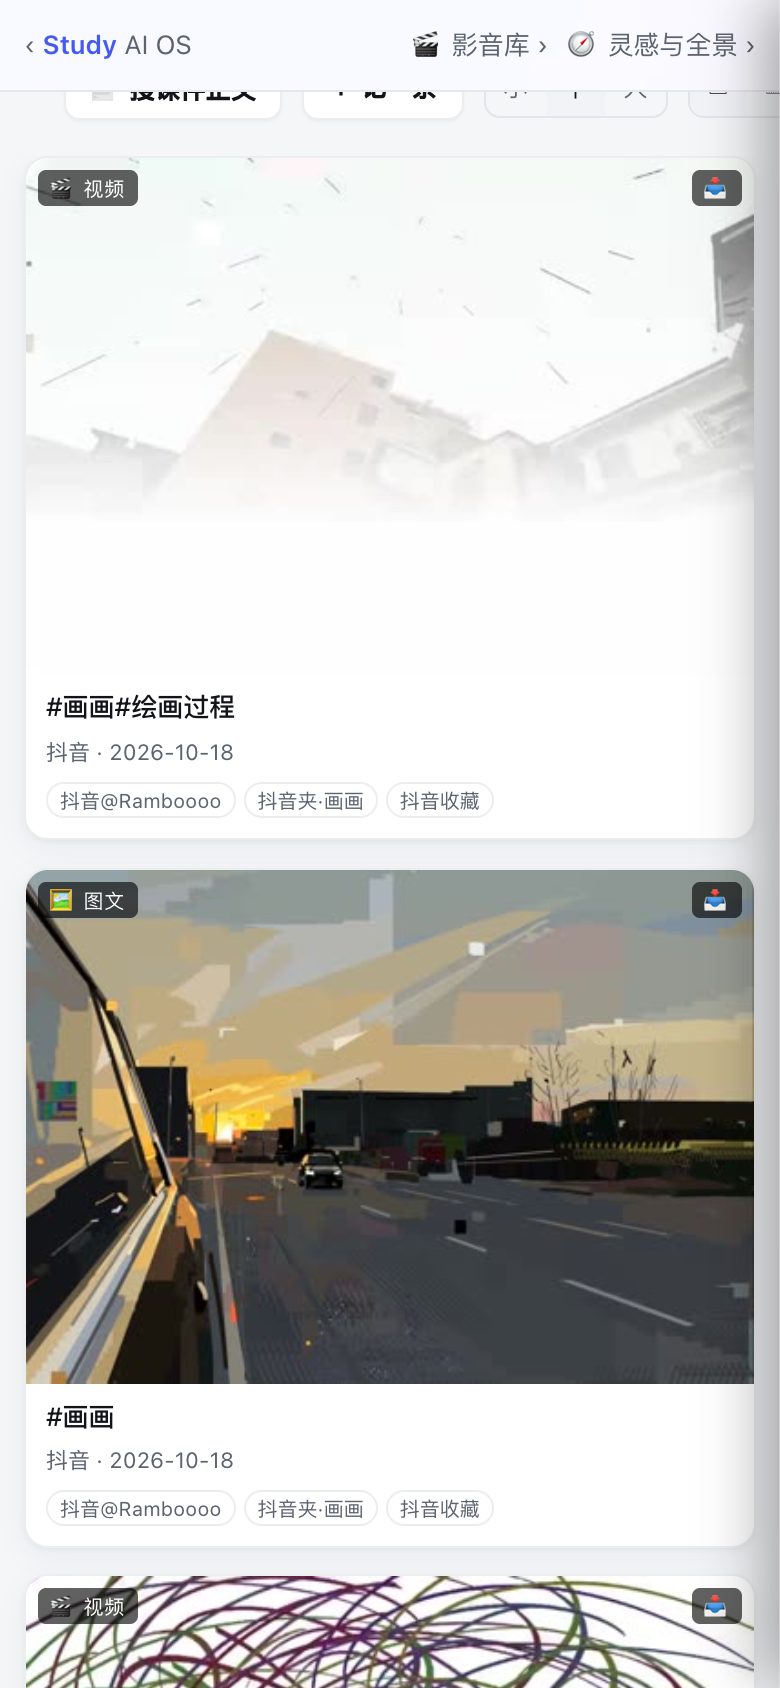 ‹ Study AI OS 影音库 › 灵感与全景 ›
视频
#画画#绘画过程
抖音 · 2026-10-18
抖音@Ramboooo 抖音夹·画画 抖音收藏
图文
#画画
抖音 · 2026-10-18
抖音@Ramboooo 抖音夹·画画 抖音收藏
视频